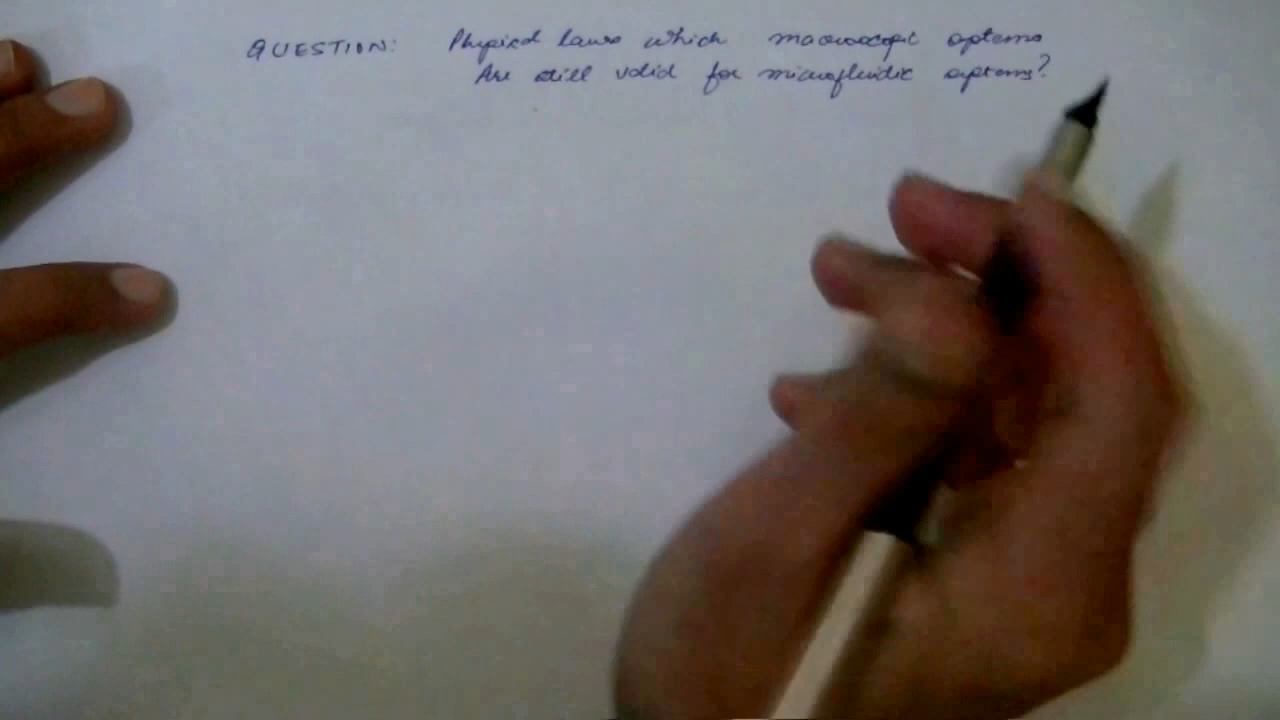 QUESTION: Physical laws which macroscopic systems
Are still valid for microfluidic systems?